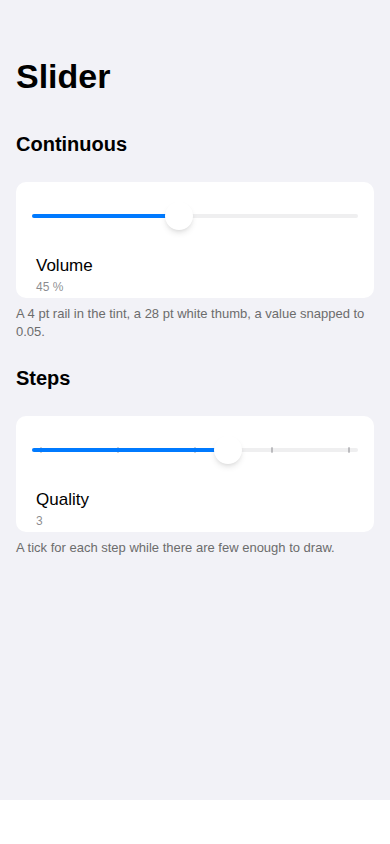 Slider
Continuous
Volume
45 %
A 4 pt rail in the tint, a 28 pt white thumb, a value snapped to
0.05.
Steps
Quality
3
A tick for each step while there are few enough to draw.